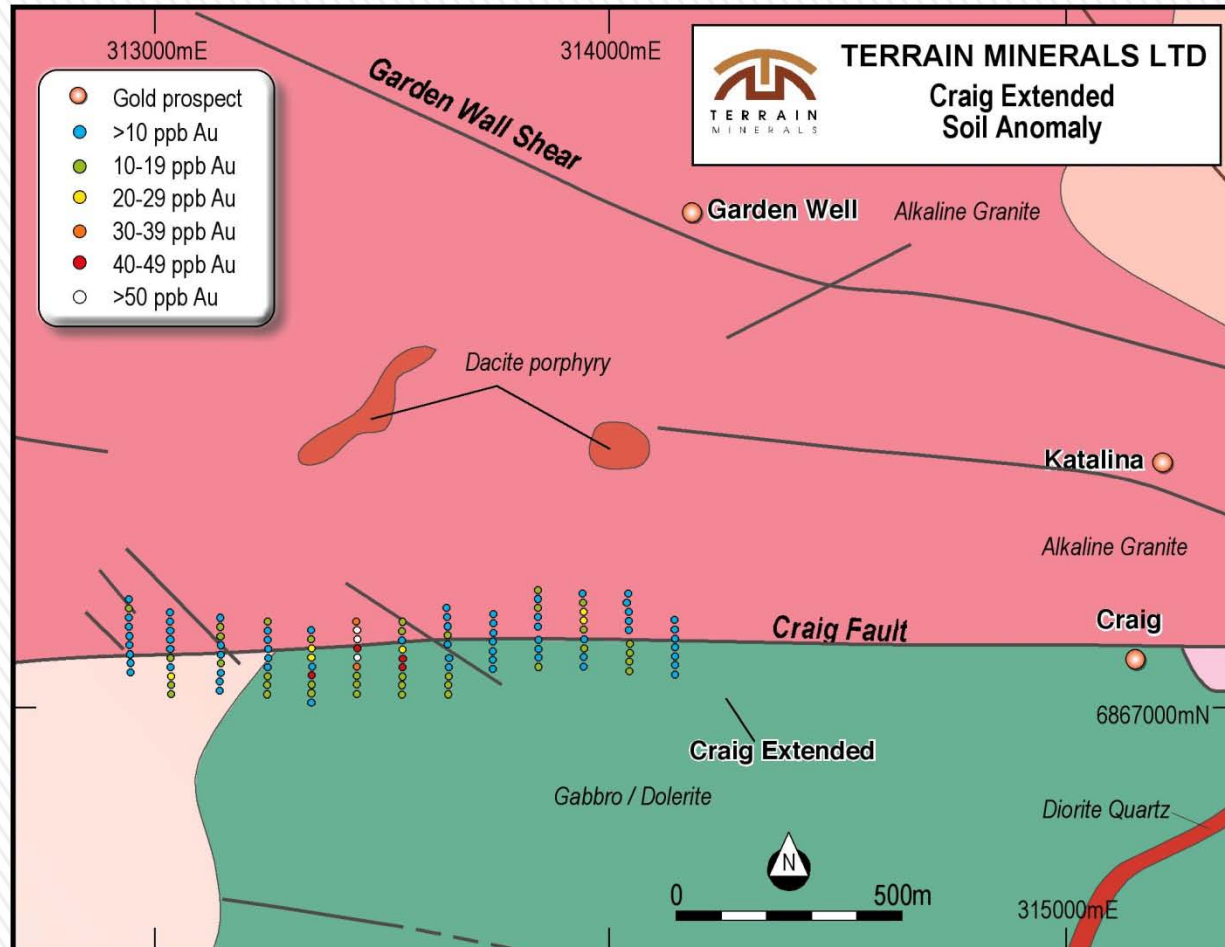 313000mE
314000mE
TERRAIN
MINERALS
TERRAIN MINERALS LTD
Craig Extended
Soil Anomaly
Gold prospect
>10 ppb Au
10-19 ppb Au
20-29 ppb Au
30-39 ppb Au
40-49 ppb Au
>50 ppb Au
Garden Wall Shear
Garden Well
Alkaline Granite
Dacite porphyry
Katalina
Alkaline Granite
Craig Fault
Craig
6867000mN
Craig Extended
Gabbro / Dolerite
Diorite Quartz
N
0
500m
315000mE